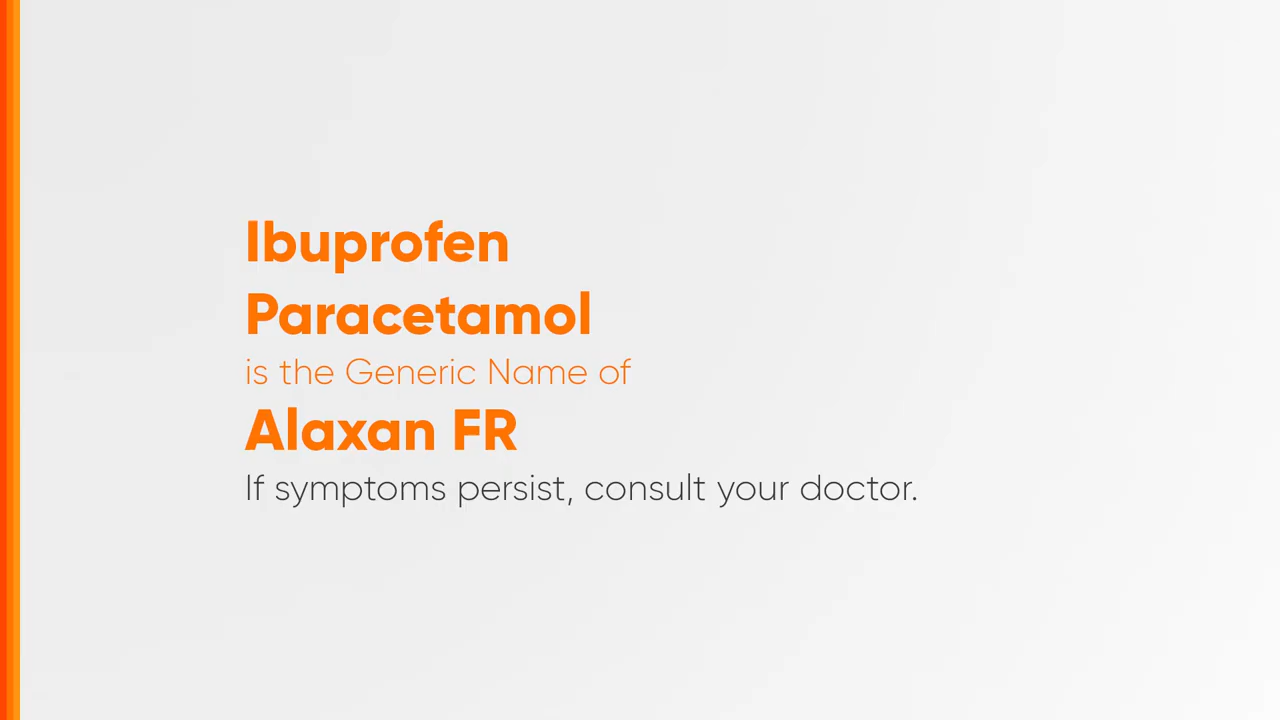 Ibuprofen
Paracetamol
is the Generic Name of
Alaxan FR
If symptoms persist, consult your doctor.